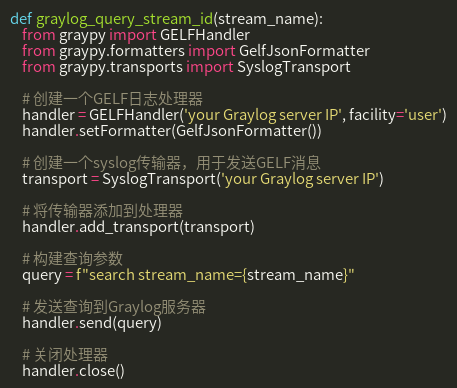 def graylog_query_stream_id(stream_name):
from graypy import GELFHandler
from graypy.formatters import GelfJsonFormatter
from graypy.transports import SyslogTransport
# 创建一个GELF日志处理器
handler = GELFHandler('your Graylog server IP', facility='user')
handler.setFormatter(GelfJsonFormatter())
# 创建一个syslog传输器，用于发送GELF消息
transport = SyslogTransport('your Graylog server IP')
# 将传输器添加到处理器
handler.add_transport(transport)
# 构建查询参数
query = f"search stream_name={stream_name}"
# 发送查询到Graylog服务器
handler.send(query)
# 关闭处理器
handler.close()